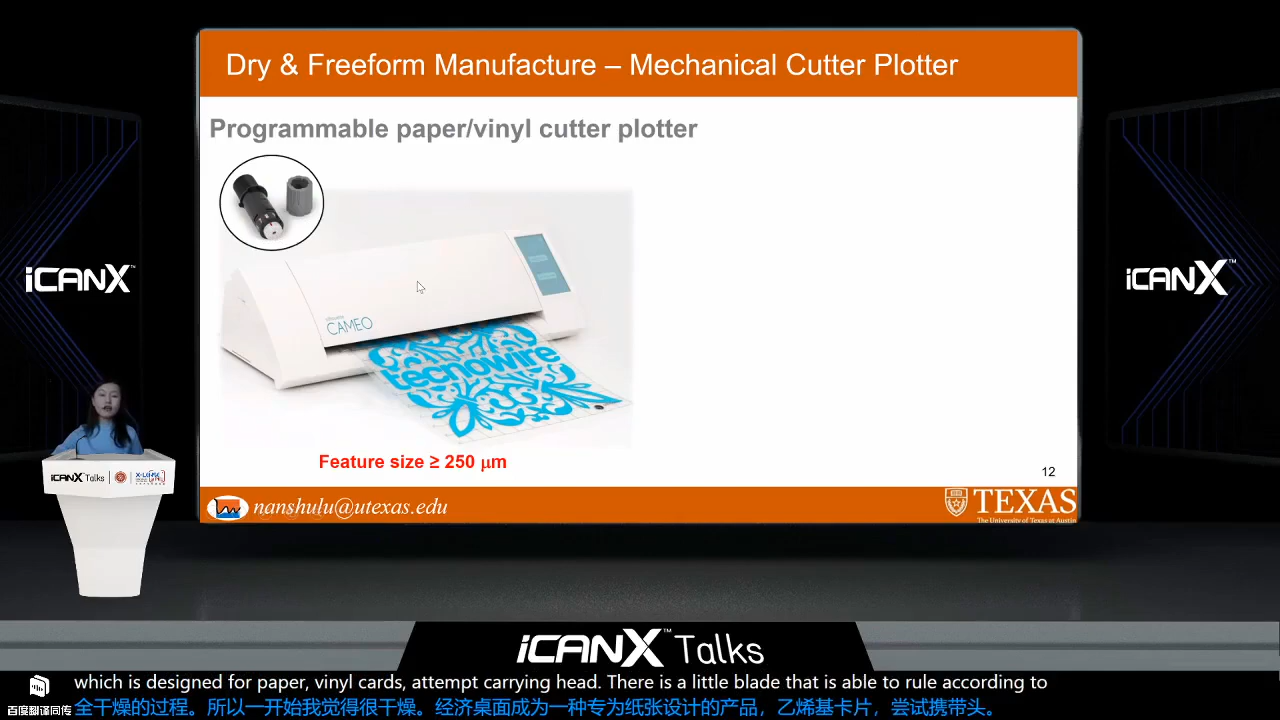 Dry & Freeform Manufacture – Mechanical Cutter Plotter
Programmable paper/vinyl cutter plotter
CAMEO
tecnowire
Feature size ≥ 250 μm
12
nanshulu@utexas.edu
TEXAS
The University of Texas at Austin
iCANX™
iCANX™
iCANX Talks
X-LINK
iCANX™ Talks
which is designed for paper, vinyl cards, attempt carrying head. There is a little blade that is able to rule according to
百度翻译同传 全干燥的过程。所以一开始我觉得很干燥。经济桌面成为一种专为纸张设计的产品，乙烯基卡片，尝试携带头。